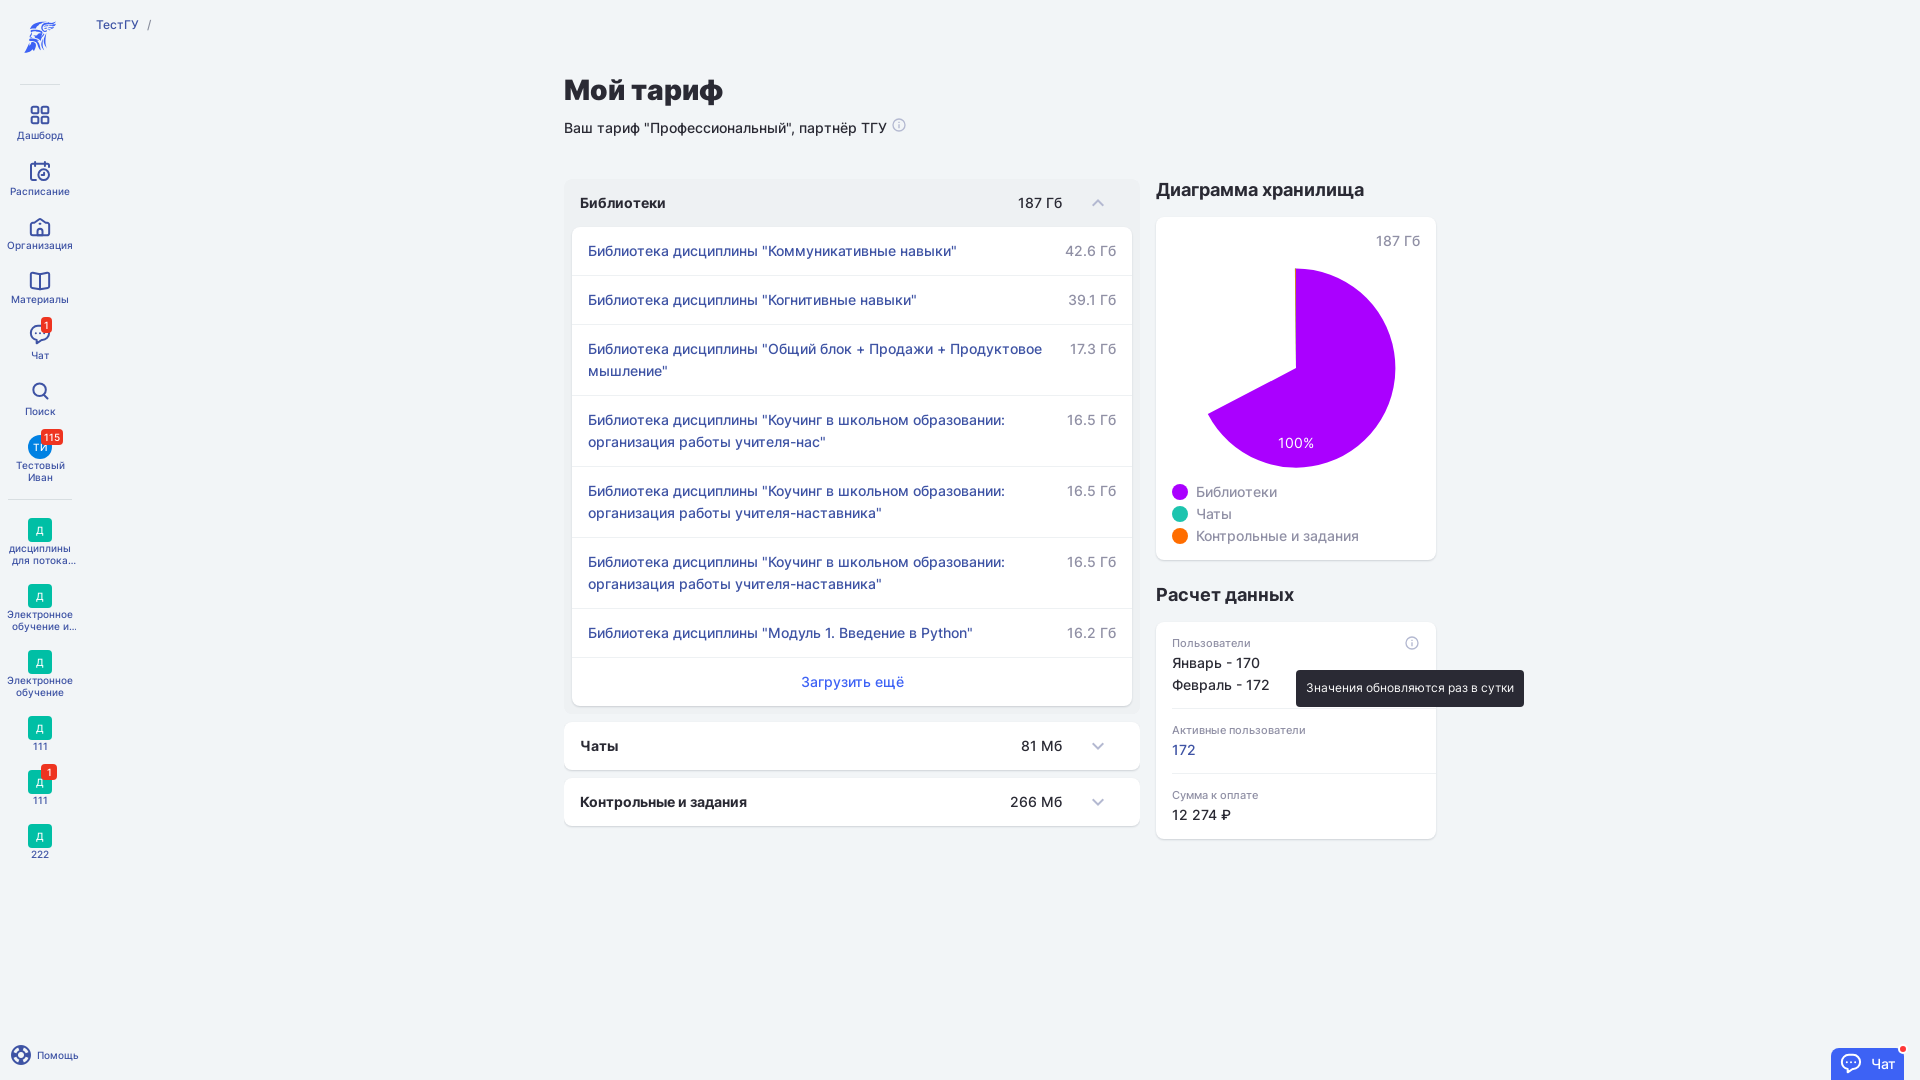 ТестГУ /
Дашборд
Расписание
Организация
Материалы
1
Чат
Поиск
ТИ
115
Тестовый
Иван
Д
дисциплины
для потока...
Д
Электронное
обучение и...
Д
Электронное
обучение
Д
111
Д
1
111
Д
222
Помощь
Мой тариф
Ваш тариф "Профессиональный", партнёр ТГУ
Библиотеки 187 Гб
Библиотека дисциплины "Коммуникативные навыки" 42.6 Гб
Библиотека дисциплины "Когнитивные навыки" 39.1 Гб
Библиотека дисциплины "Общий блок + Продажи + Продуктовое 17.3 Гб
мышление"
Библиотека дисциплины "Коучинг в школьном образовании: 16.5 Гб
организация работы учителя-нас"
Библиотека дисциплины "Коучинг в школьном образовании: 16.5 Гб
организация работы учителя-наставника"
Библиотека дисциплины "Коучинг в школьном образовании: 16.5 Гб
организация работы учителя-наставника"
Библиотека дисциплины "Модуль 1. Введение в Python" 16.2 Гб
Загрузить ещё
Чаты 81 Мб
Контрольные и задания 266 Мб
Диаграмма хранилища
187 Гб
100%
Библиотеки
Чаты
Контрольные и задания
Расчет данных
Пользователи
Январь - 170
Февраль - 172
Значения обновляются раз в сутки
Активные пользователи
172
Сумма к оплате
12 274 ₽
Чат